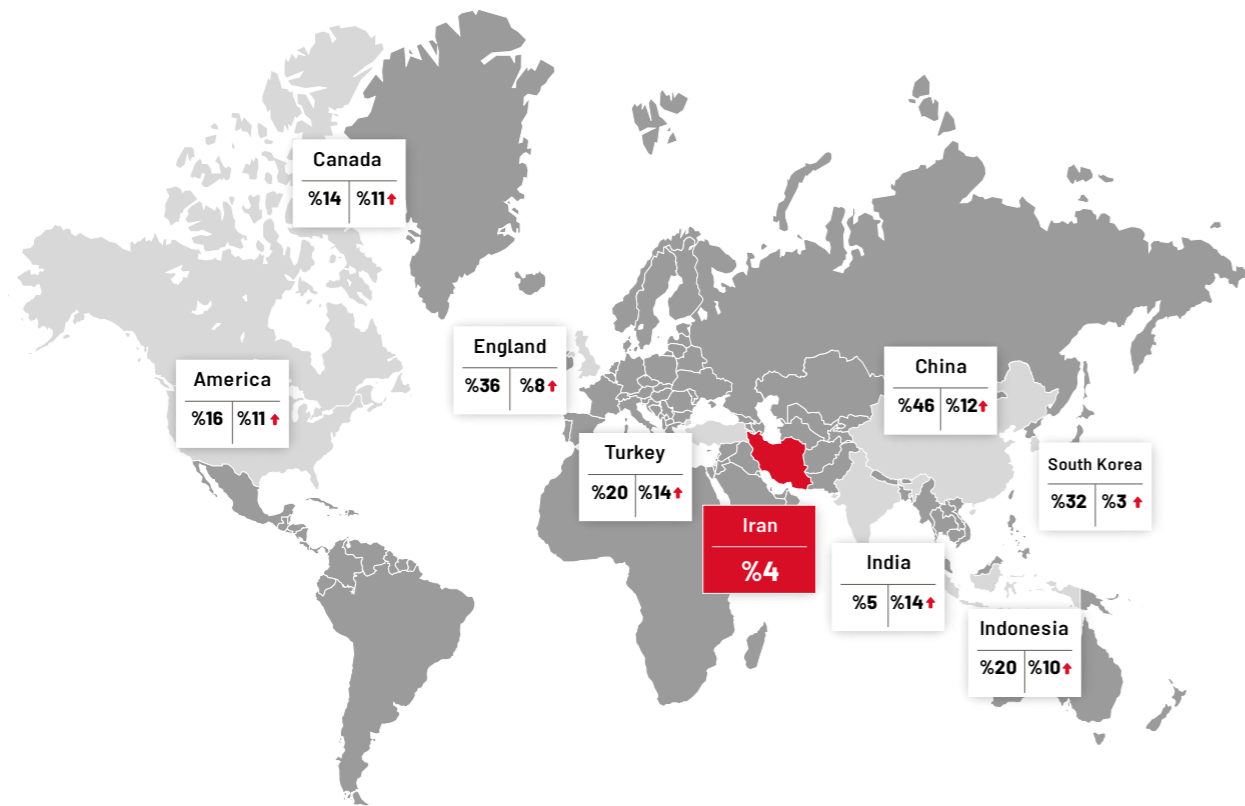 Canada
%14 %11
England
%36 %8
America
%16 %11
China
%46 %12
Turkey
%20 %14
South Korea
%32 %3
Iran
%4
India
%5 %14
Indonesia
%20 %10